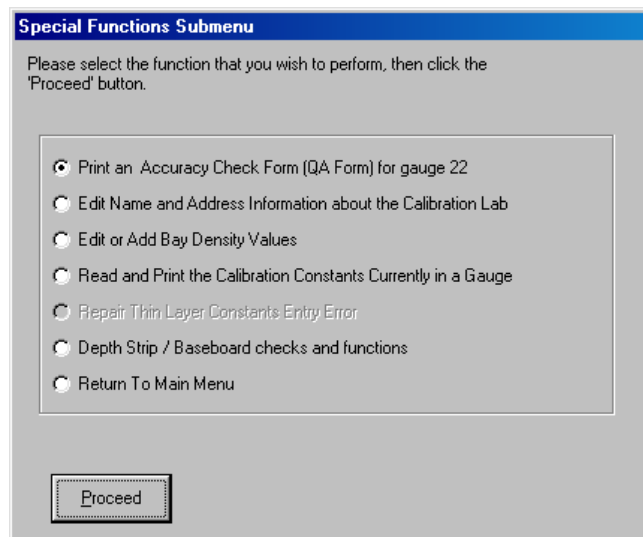 Special Functions Submenu
Please select the function that you wish to perform, then click the
'Proceed' button.
Print an  Accuracy Check Form (QA Form) for gauge 22
Edit Name and Address Information about the Calibration Lab
Edit or Add Bay Density Values
Read and Print the Calibration Constants Currently in a Gauge
Repair Thin Layer Constants Entry Error
Depth Strip / Baseboard checks and functions
Return To Main Menu
Proceed